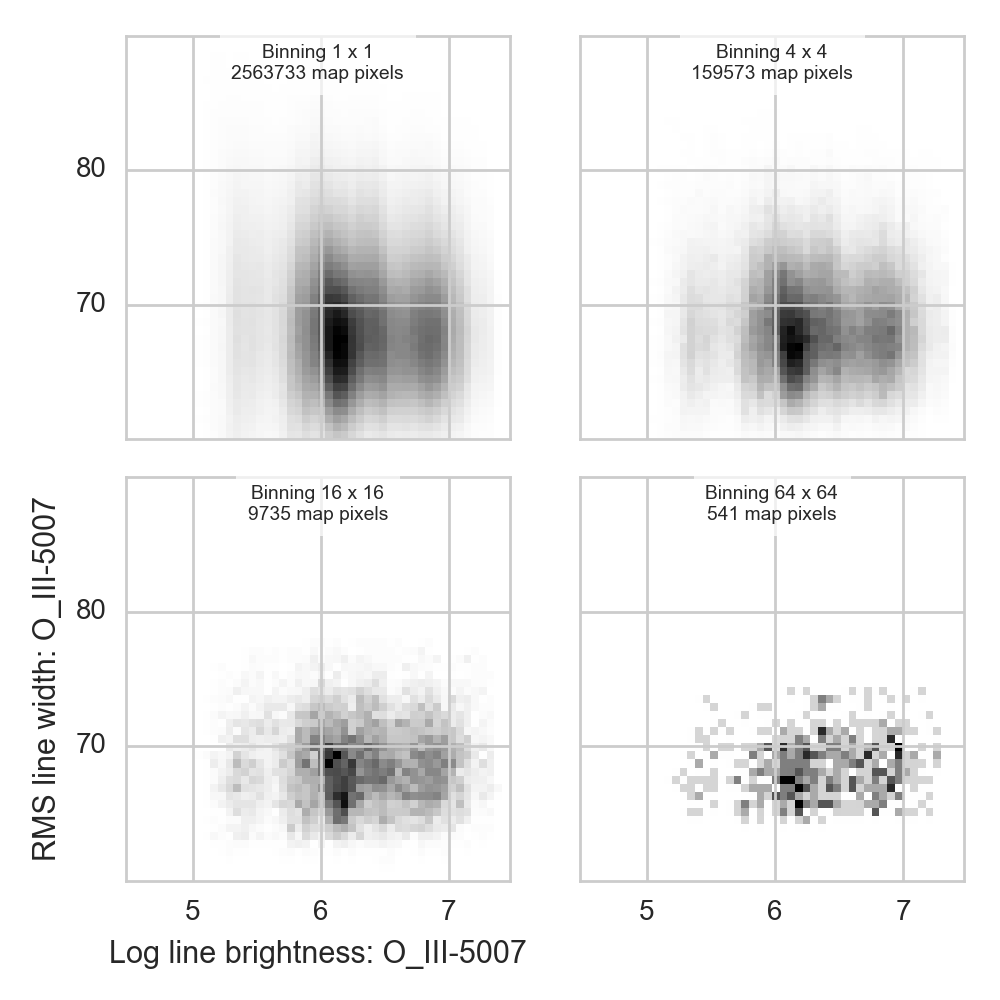 Binning 1 x 1
2563733 map pixels
Binning 4 x 4
159573 map pixels
80
70
Binning 16 x 16
9735 map pixels
Binning 64 x 64
541 map pixels
80
70
RMS line width: O_III-5007
5 6 7
5 6 7
Log line brightness: O_III-5007